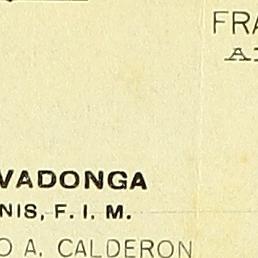 FRA
VADONGA
NIS, F. I. M.
O A. CALDERON